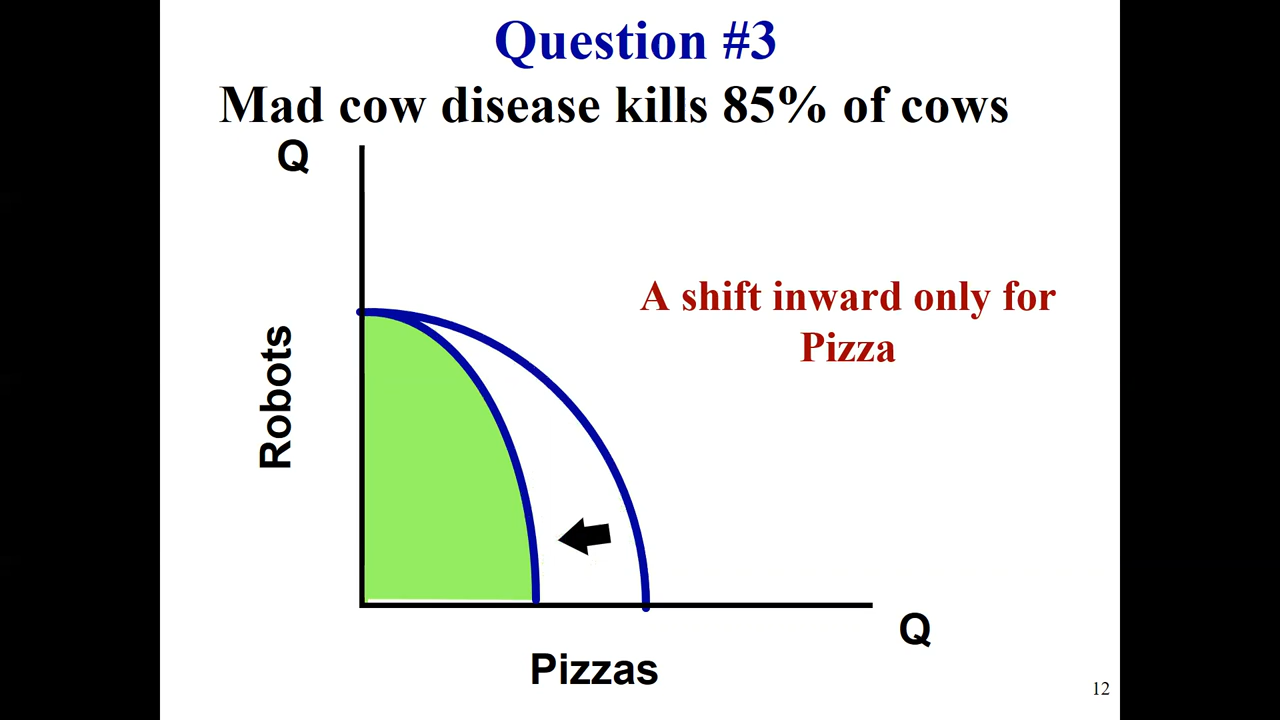 Question #3
Mad cow disease kills 85% of cows
Q
Robots
A shift inward only for
Pizza
Q
Pizzas
12